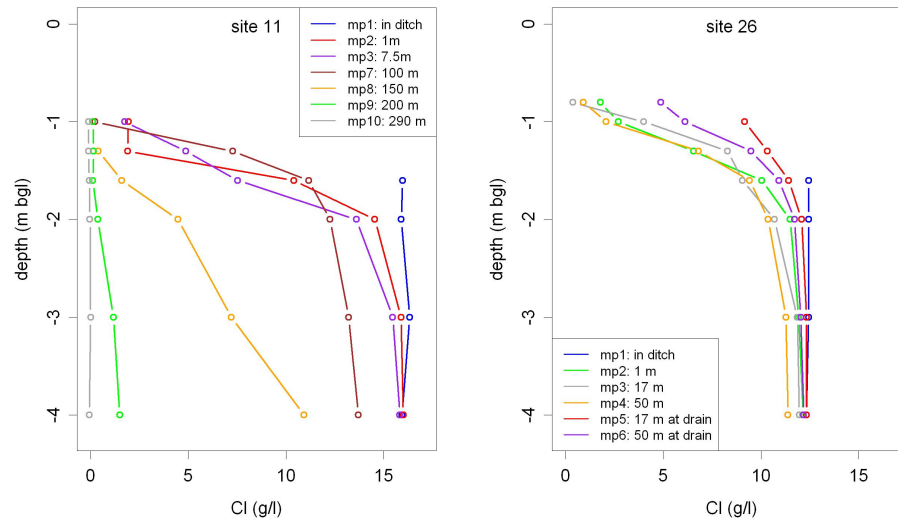 site 11
mp1: in ditch
mp2: 1m
mp3: 7.5m
mp7: 100 m
mp8: 150 m
mp9: 200 m
mp10: 290 m
depth (m bgl)
0
-1
-2
-3
-4
0 5 10 15
Cl (g/l)
site 26
mp1: in ditch
mp2: 1 m
mp3: 17 m
mp4: 50 m
mp5: 17 m at drain
mp6: 50 m at drain
depth (m bgl)
0
-1
-2
-3
-4
0 5 10 15
Cl (g/l)